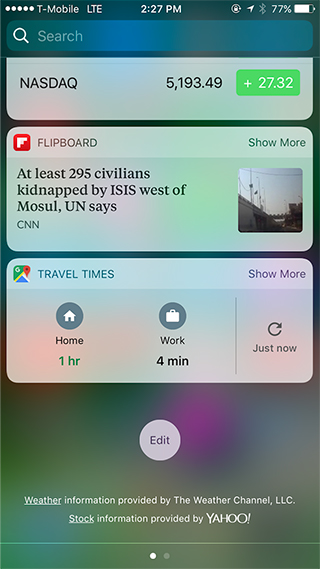 T-Mobile LTE 2:27 PM 77%
Search
NASDAQ 5,193.49 + 27.32
FLIPBOARD Show More
At least 295 civilians
kidnapped by ISIS west of
Mosul, UN says
CNN
TRAVEL TIMES Show More
Home Work
1 hr 4 min
Just now
Edit
Weather information provided by The Weather Channel, LLC.
Stock information provided by YAHOO!